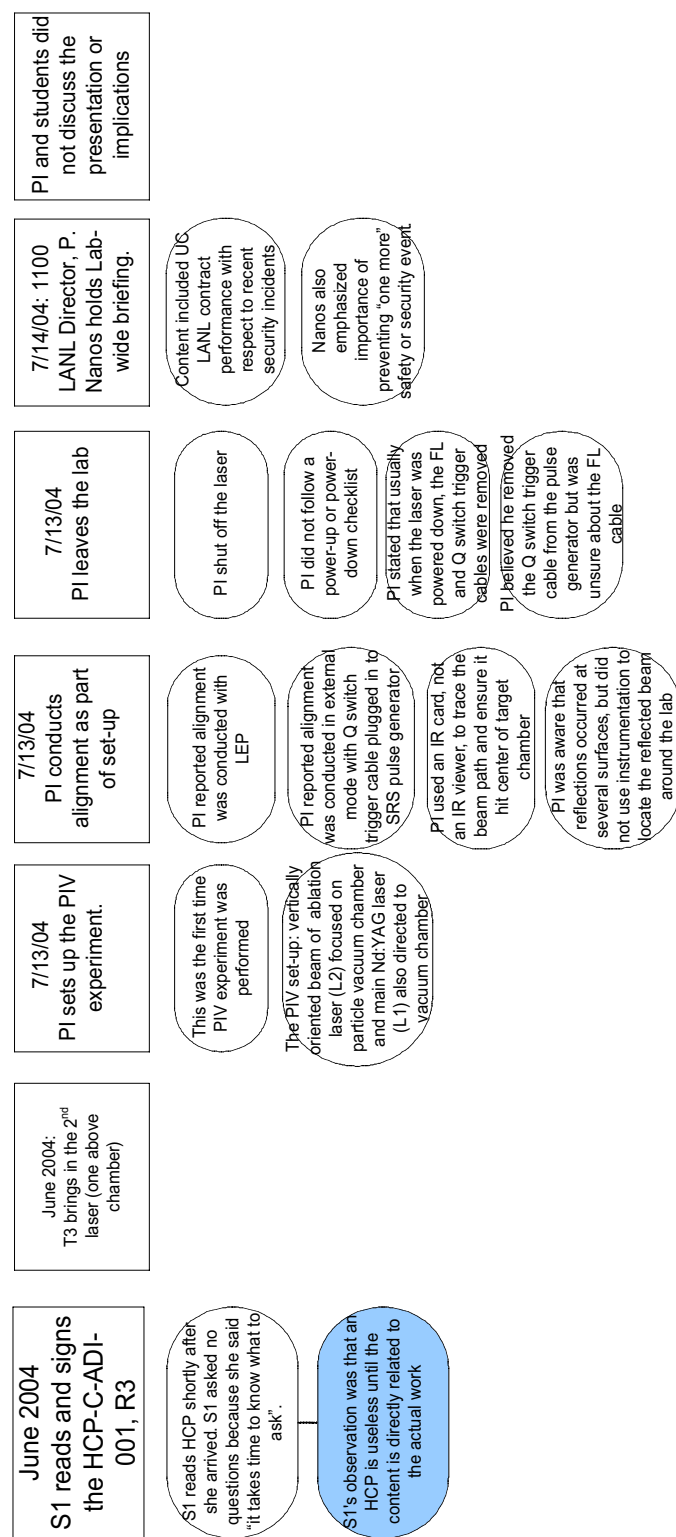 June 2004
S1 reads and signs
the HCP-C-ADI-
001, R3
S1 reads HCP shortly after
she arrived. S1 asked no
questions because she said
“it takes time to know what to
ask”.
S1's observation was that an
HCP is useless until the
content is directly related to
the actual work
June 2004:
T3 brings in the 2nd
laser (one above
chamber)
7/13/04
PI sets up the PIV
experiment.
This was the first time
PIV experiment was
performed
The PIV set-up: vertically
oriented beam of ablation
laser (L2) focused on
particle vacuum chamber
and main Nd:YAG laser
(L1) also directed to
vacuum chamber
7/13/04
PI conducts
alignment as part
of set-up
PI reported alignment
was conducted with
LEP
PI reported alignment
was conducted in external
mode with Q switch
trigger cable plugged in to
SRS pulse generator
PI used an IR card, not
an IR viewer, to trace the
beam path and ensure it
hit center of target
chamber
PI was aware that
reflections occurred at
several surfaces, but did
not use instrumentation to
locate the reflected beam
around the lab
7/13/04
PI leaves the lab
PI shut off the laser
PI did not follow a
power-up or power-
down checklist
PI stated that usually
when the laser was
powered down, the FL
and Q switch trigger
cables were removed
PI believed he removed
the Q switch trigger
cable from the pulse
generator but was
unsure about the FL
cable
7/14/04: 1100
LANL Director, P.
Nanos holds Lab-
wide briefing.
Content included UC
LANL contract
performance with
respect to recent
security incidents
Nanos also
emphasized
importance of
preventing “one more”
safety or security event
PI and students did
not discuss the
presentation or
implications